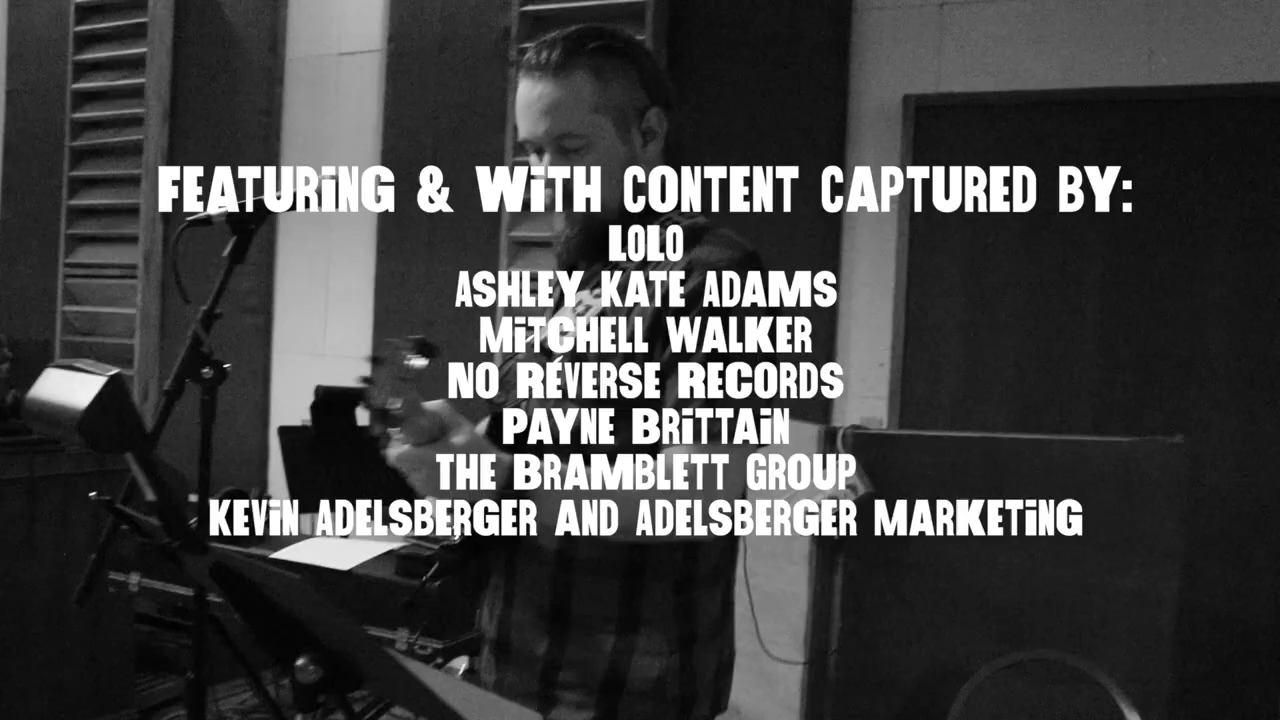 FEATURiNG & WiTH CONTENT CAPTURED BY:
LOLO
ASHLEY KATE ADAMS
MiTCHELL WALKER
NO REVERSE RECORDS
PAYNE BRiTTAiN
THE BRAMBLETT GROUP
KEViN ADELSBERGER AND ADELSBERGER MARKETiNG